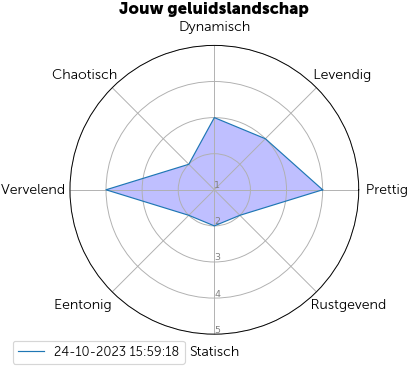 Jouw geluidslandschap
Dynamisch
Chaotisch
Levendig
Vervelend
1
Prettig
2
3
Eentonig
4
Rustgevend
5
24-10-2023 15:59:18
Statisch